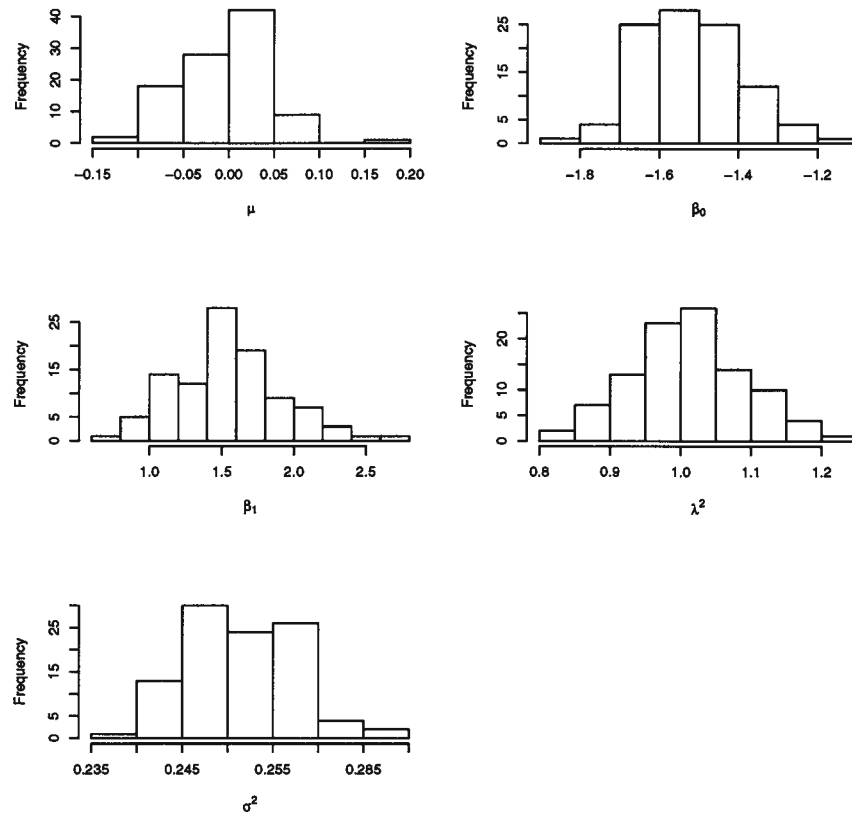 Frequency
0 10 20 30 40
−0.15 −0.05 0.00 0.05 0.10 0.15 0.20
μ
Frequency
0 5 15 25
−1.8 −1.6 −1.4 −1.2
β₀
Frequency
0 5 15 25
1.0 1.5 2.0 2.5
β₁
Frequency
0 5 10 20
0.8 0.9 1.0 1.1 1.2
λ²
Frequency
0 5 15 25
0.235 0.245 0.255 0.285
σ²